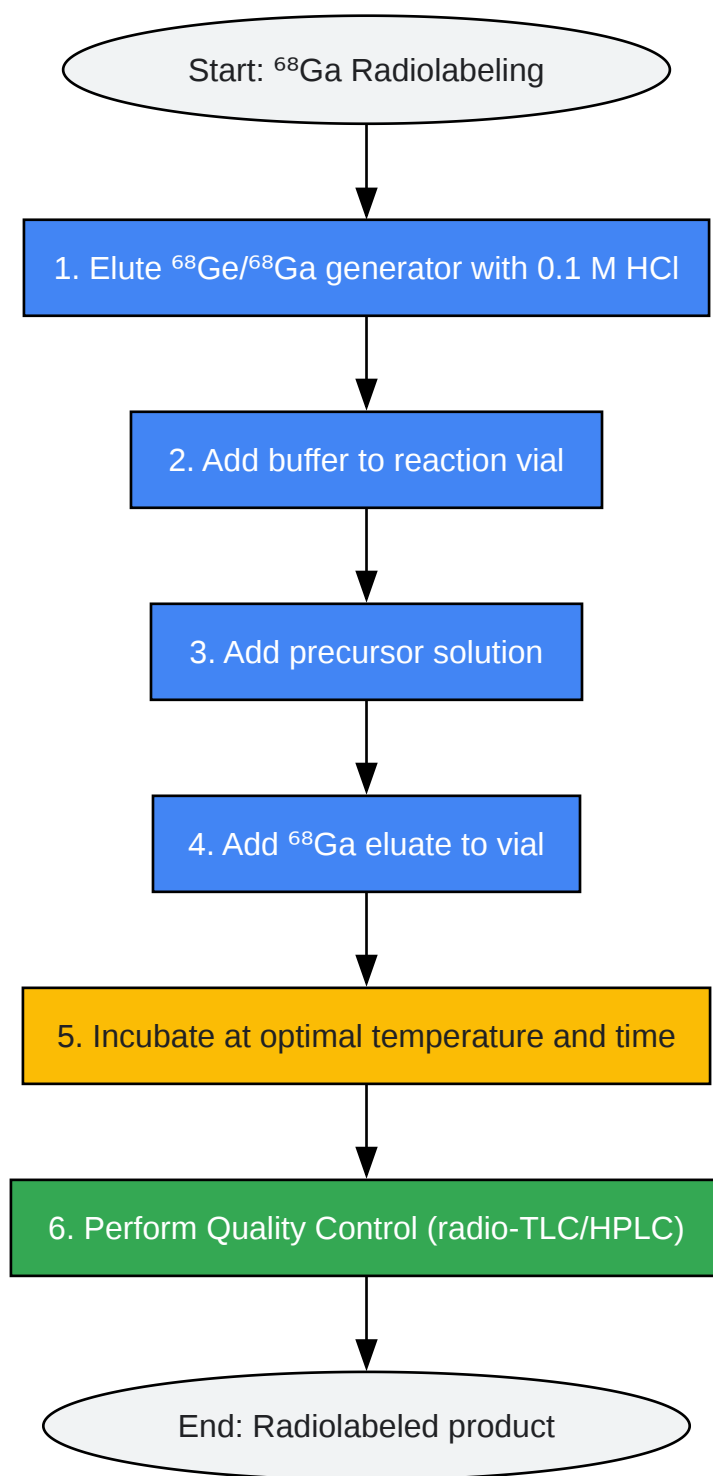 Start: ⁶⁸Ga Radiolabeling
1. Elute ⁶⁸Ge/⁶⁸Ga generator with 0.1 M HCl
2. Add buffer to reaction vial
3. Add precursor solution
4. Add ⁶⁸Ga eluate to vial
5. Incubate at optimal temperature and time
6. Perform Quality Control (radio-TLC/HPLC)
End: Radiolabeled product